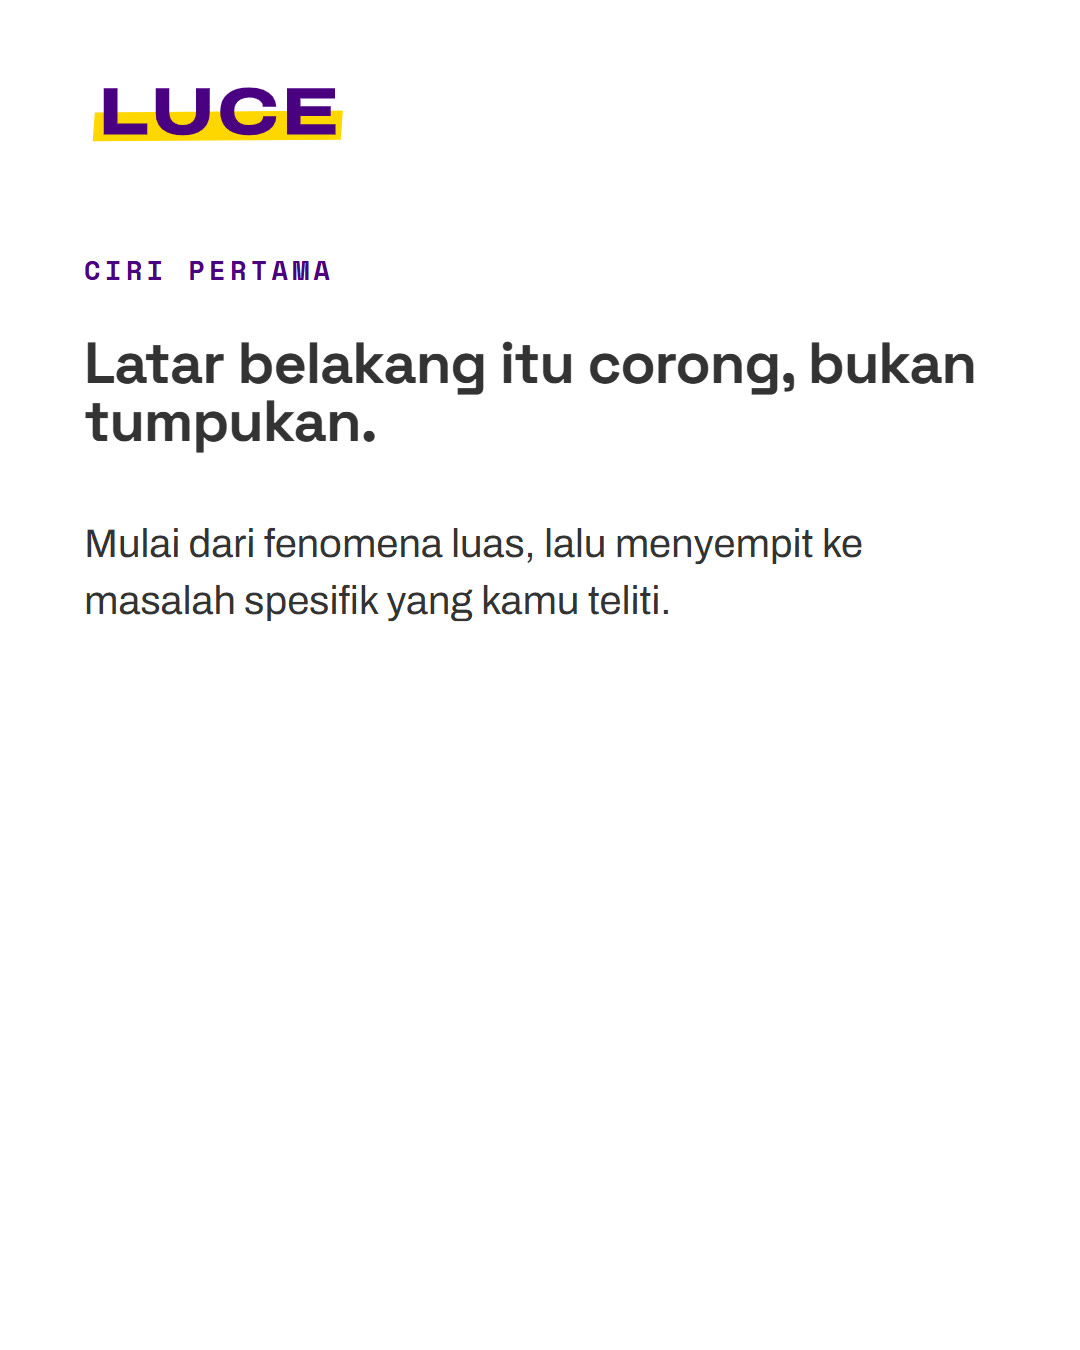 LUCE
CIRI PERTAMA
Latar belakang itu corong, bukan
tumpukan.
Mulai dari fenomena luas, lalu menyempit ke
masalah spesifik yang kamu teliti.